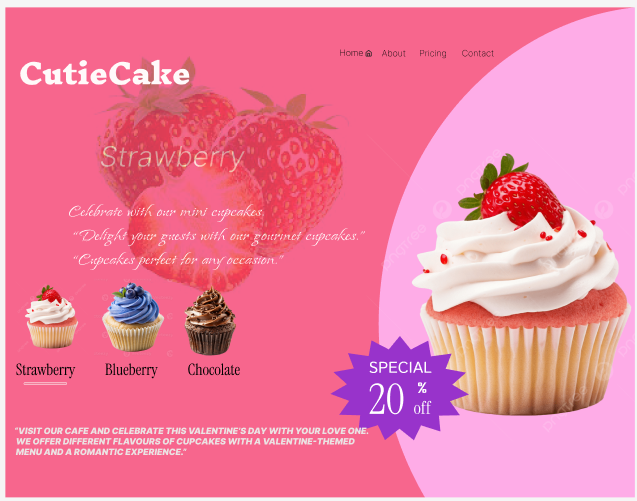 Home About Pricing Contact
CutieCake
Strawberry
Celebrate with our mini cupcakes.
"Delight your guests with our gourmet cupcakes."
"Cupcakes perfect for any occasion."
Strawberry Blueberry Chocolate
SPECIAL
20 % off
"VISIT OUR CAFE AND CELEBRATE THIS VALENTINE'S DAY WITH YOUR LOVE ONE.
WE OFFER DIFFERENT FLAVOURS OF CUPCAKES WITH A VALENTINE-THEMED
MENU AND A ROMANTIC EXPERIENCE."
pngtree